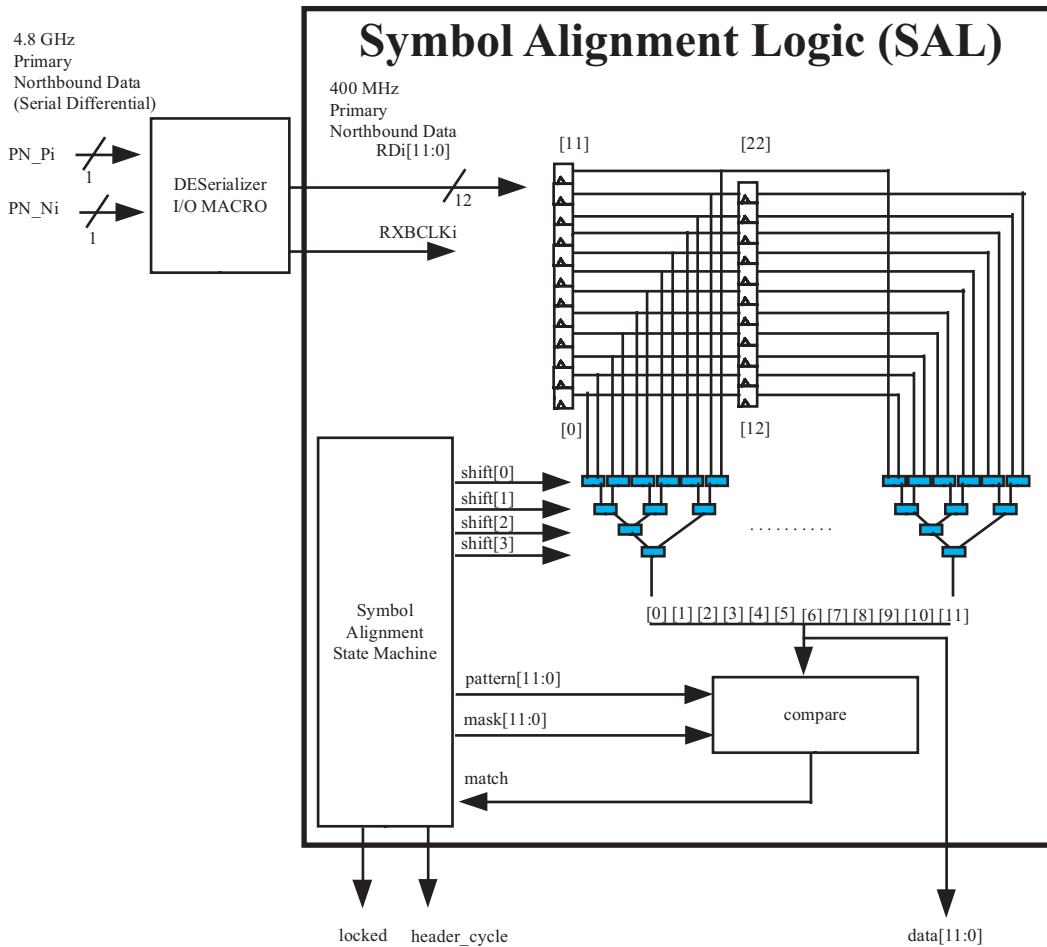 Symbol Alignment Logic (SAL)
4.8 GHz
Primary
Northbound Data
(Serial Differential)
PN_Pi
1
PN_Ni
1
DESerializer
I/O MACRO
400 MHz
Primary
Northbound Data
RDi[11:0]
12
RXBCLKi
[11]
[22]
[0]
[12]
shift[0]
shift[1]
shift[2]
shift[3]
. . . . . . . . . .
Symbol
Alignment
State Machine
[0] [1] [2] [3] [4] [5] [6] [7] [8] [9] [10] [11]
pattern[11:0]
mask[11:0]
compare
match
locked
header_cycle
data[11:0]